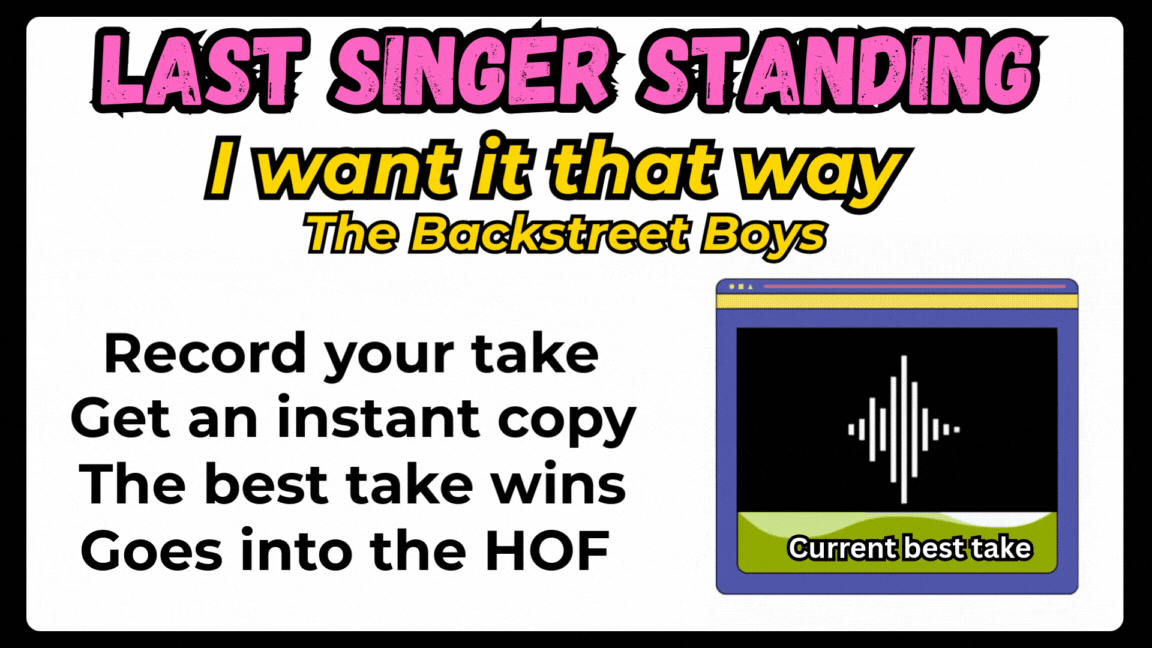 LAST SINGER STANDING
I want it that way
The Backstreet Boys
Record your take
Get an instant copy
The best take wins
Goes into the HOF
Current best take